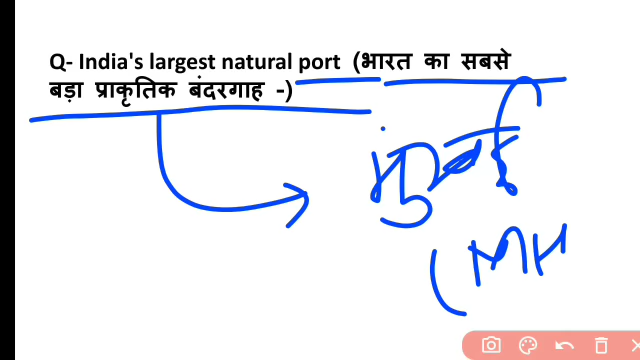 Q- India's largest natural port (भारत का सबसे
बड़ा प्राकृतिक बंदरगाह -)
मुम्बई
(MH